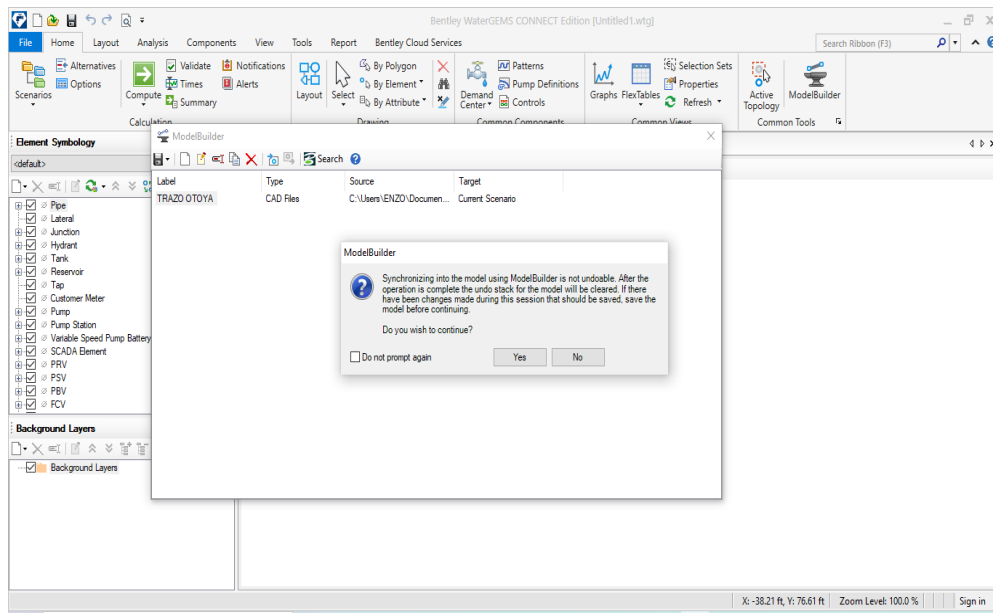 Bentley WaterGEMS CONNECT Edition [Untitled1.wtg]
File Home Layout Analysis Components View Tools Report Bentley Cloud Services
Search Ribbon (F3)
Scenarios
Alternatives
Options
Compute
Validate
Times
Summary
Notifications
Alerts
Calculation
Layout
Select
By Polygon
By Element
By Attribute
Drawing
Demand Center
Patterns
Pump Definitions
Controls
Common Components
Graphs
FlexTables
Selection Sets
Properties
Refresh
Common Views
Active Topology
ModelBuilder
Common Tools
Element Symbology
<default>
Pipe
Lateral
Junction
Hydrant
Tank
Reservoir
Tap
Customer Meter
Pump
Pump Station
Variable Speed Pump Battery
SCADA Element
PRV
PSV
PBV
FCV
Background Layers
Background Layers
ModelBuilder
Search
Label Type Source Target
TRAZO OTOYA CAD Files C:\Users\ENZO\Documen... Current Scenario
ModelBuilder
Synchronizing into the model using ModelBuilder is not undoable. After the
operation is complete the undo stack for the model will be cleared. If there
have been changes made during this session that should be saved, save the
model before continuing.
Do you wish to continue?
Do not prompt again
Yes
No
X: -38.21 ft, Y: 76.61 ft Zoom Level: 100.0 % Sign in